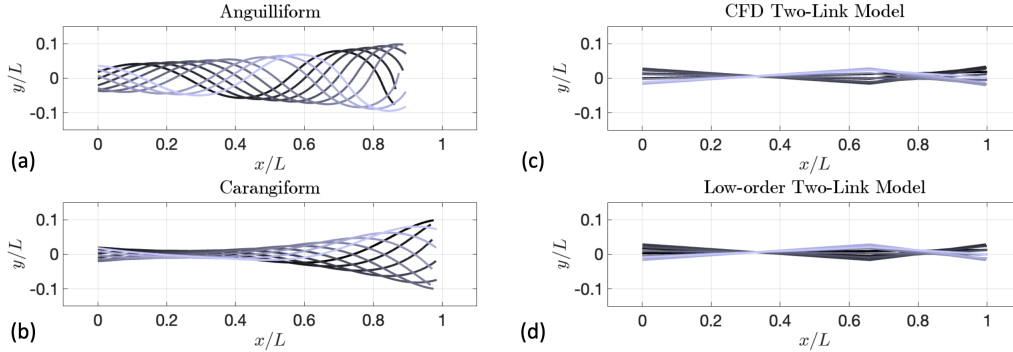 Anguilliform
0.1
0
-0.1
y/L
0 0.2 0.4 0.6 0.8 1
x/L
(a)
Carangiform
0.1
0
-0.1
y/L
0 0.2 0.4 0.6 0.8 1
x/L
(b)
CFD Two-Link Model
0.1
0
-0.1
y/L
0 0.2 0.4 0.6 0.8 1
x/L
(c)
Low-order Two-Link Model
0.1
0
-0.1
y/L
0 0.2 0.4 0.6 0.8 1
x/L
(d)